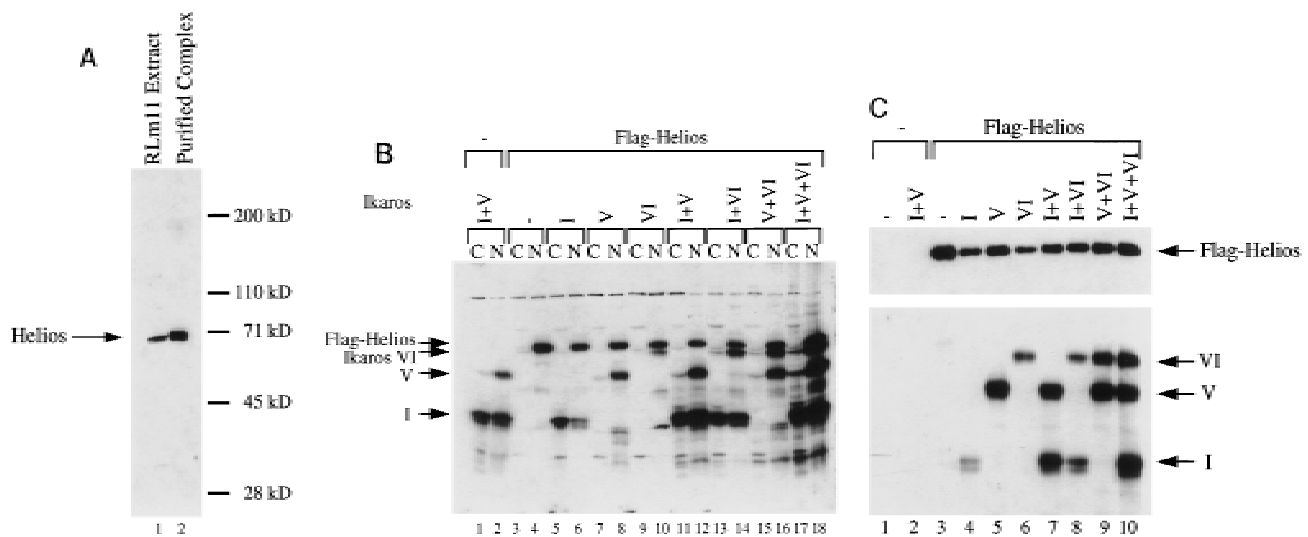 A
RLm11 Extract
Purified Complex
200 kD
110 kD
71 kD
45 kD
28 kD
Helios
1 2
B
- Flag-Helios
Ikaros I+V - I V VI I+V I+VI V+VI I+V+VI
C N C N C N C N C N C N C N C N C N
Flag-Helios
Ikaros VI
V
I
1 2 3 4 5 6 7 8 9 10 11 12 13 14 15 16 17 18
C
- Flag-Helios
- I+V - I V VI I+V I+VI V+VI I+V+VI
Flag-Helios
VI
V
I
1 2 3 4 5 6 7 8 9 10